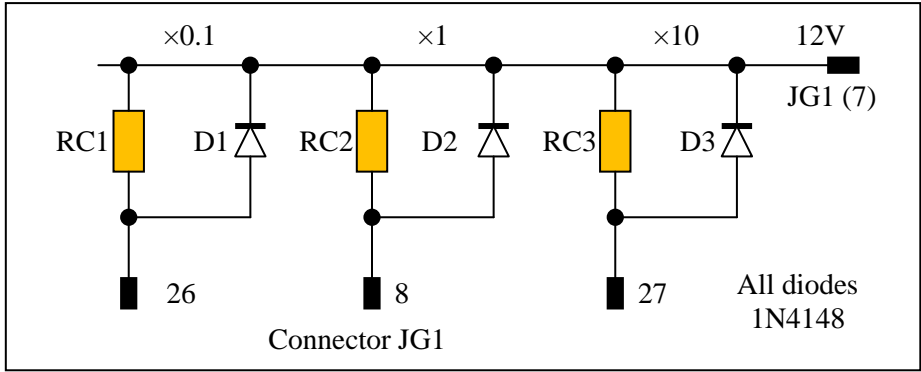 ×0.1 ×1 ×10 12V
JG1 (7)
RC1 D1 RC2 D2 RC3 D3
26 8 27 All diodes
1N4148
Connector JG1